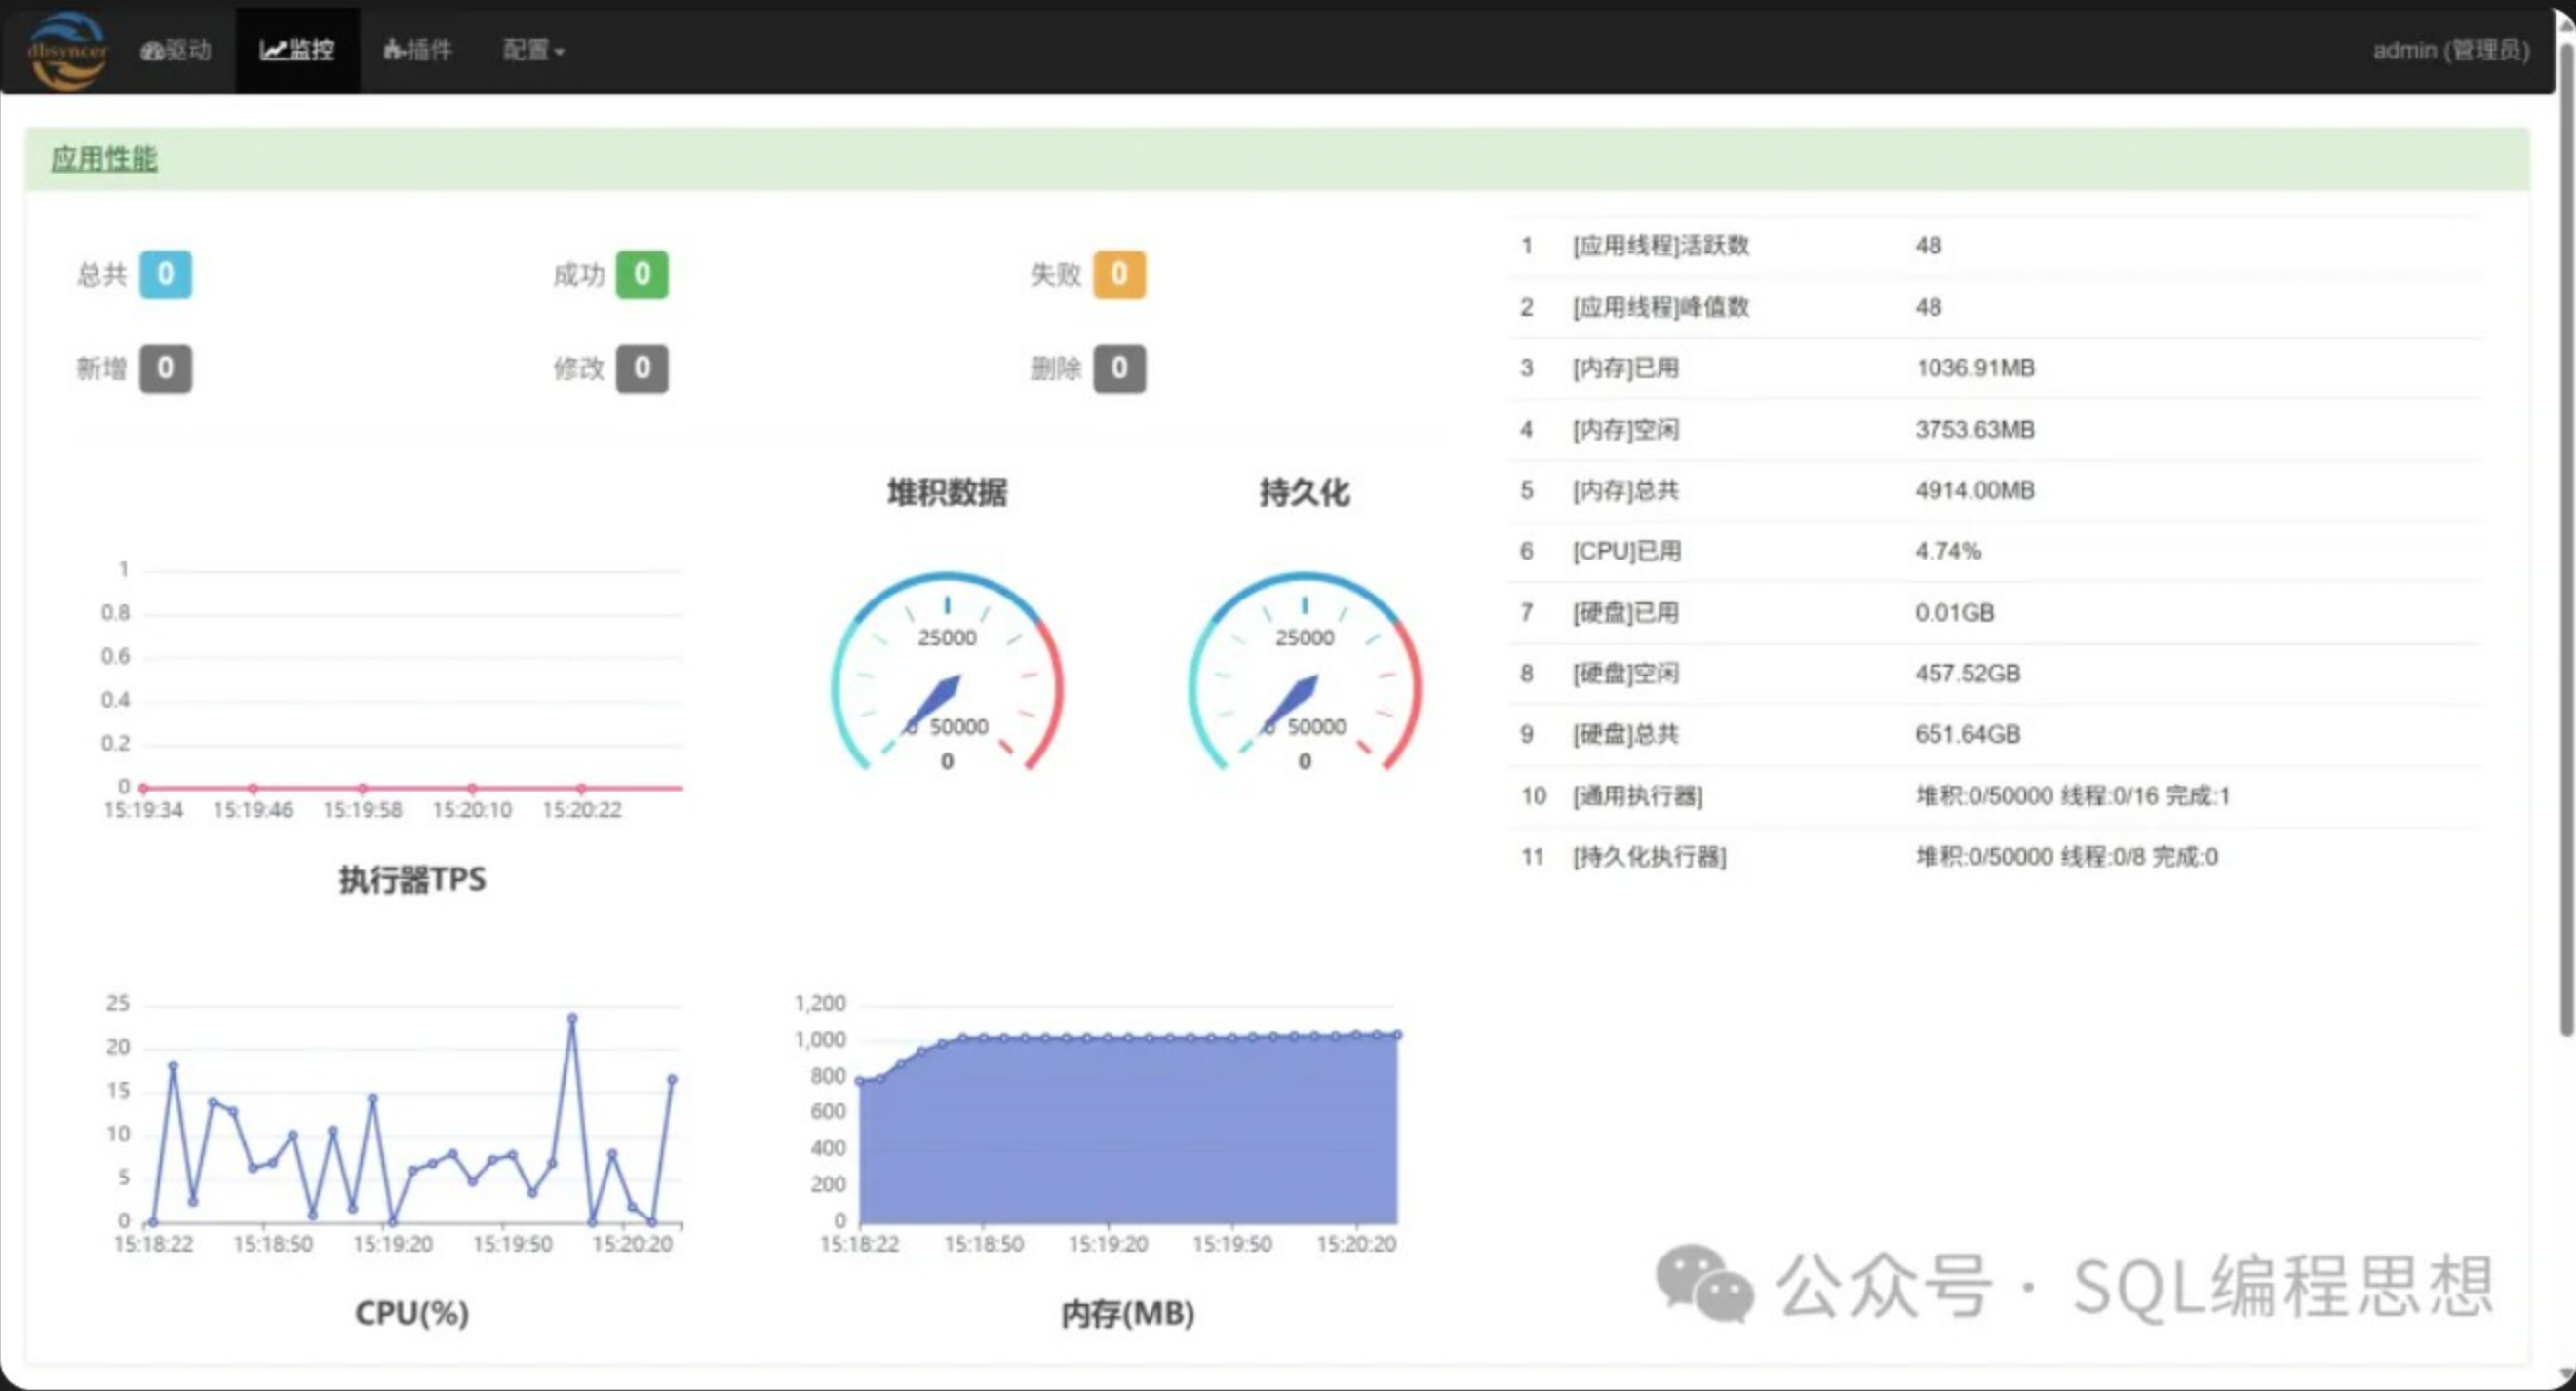 dbsyncer 驱动 监控 插件 配置 admin (管理员)
应用性能
总共 0 成功 0 失败 0
新增 0 修改 0 删除 0
堆积数据 持久化
25000
50000
0
25000
50000
0
1
0.8
0.6
0.4
0.2
0
15:19:34 15:19:46 15:19:58 15:20:10 15:20:22
执行器TPS
1 [应用线程]活跃数 48
2 [应用线程]峰值数 48
3 [内存]已用 1036.91MB
4 [内存]空闲 3753.63MB
5 [内存]总共 4914.00MB
6 [CPU]已用 4.74%
7 [硬盘]已用 0.01GB
8 [硬盘]空闲 457.52GB
9 [硬盘]总共 651.64GB
10 [通用执行器] 堆积:0/50000 线程:0/16 完成:1
11 [持久化执行器] 堆积:0/50000 线程:0/8 完成:0
25
20
15
10
5
0
15:18:22 15:18:50 15:19:20 15:19:50 15:20:20
CPU(%)
1,200
1,000
800
600
400
200
0
15:18:22 15:18:50 15:19:20 15:19:50 15:20:20
内存(MB)
公众号 · SQL编程思想